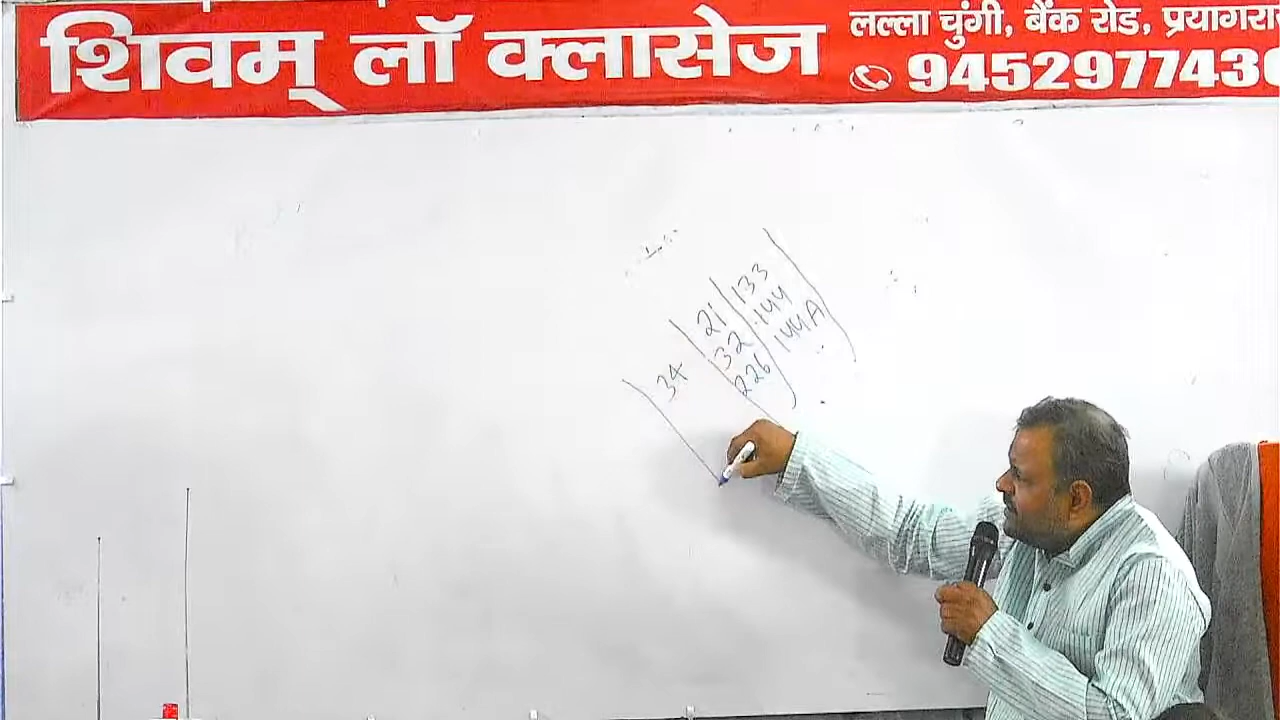 शिवम् लॉ क्लासेज
लल्ला चुंगी, बैंक रोड, प्रयागरा
9452977430
34
21
32
226
133
144
144A